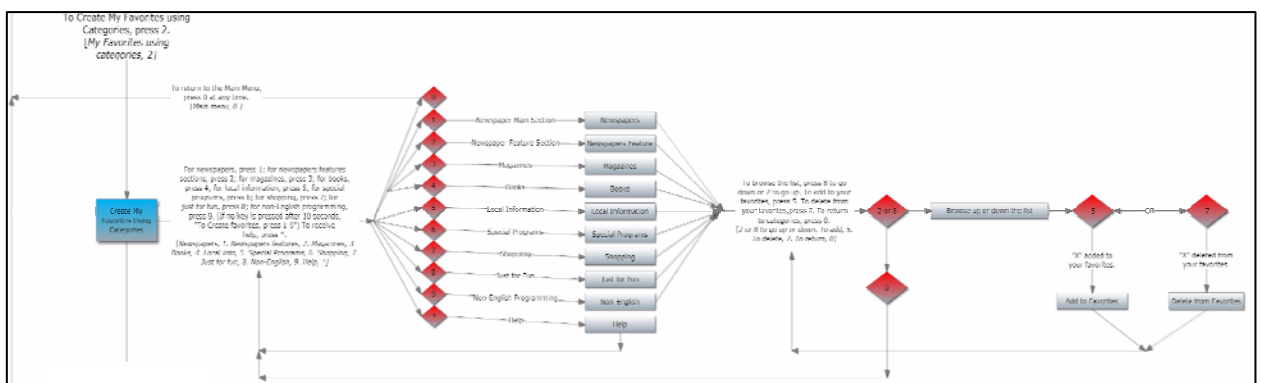 To Create My Favorites using
Categories, press 2.
[My Favorites using
categories, 2]
To return to the Main Menu,
press 0 at any time.
[Main menu, 0 ]
Create My
Favorites Using
Categories
For newspapers, press 1; for newspapers features
sections, press 2; for magazines, press 3; for books,
press 4, for local information, press 5, for special
programs, press 6; for shopping, press 7; for
just for fun, press 8; for non-English programming,
press 9. [If no key is pressed after 10 seconds,
"To Create favorites, press 1-9"] To receive
help, press *.
[Newspapers, 1. Newspapers features, 2. Magazines, 3
Books, 4. Local info, 5. Special Programs, 6. Shopping, 7
Just for fun, 8. Non-English, 9. Help, *]
0
1
Newspaper Main Section
Newspapers
2
Newspaper Feature Section
Newspapers Feature
3
Magazines
Magazines
4
Books
Books
5
Local Information
Local Information
6
Special Programs
Special Programs
7
Shopping
Shopping
8
Just for Fun
Just for Fun
9
Non-English Programming
Non English
*
Help
Help
To browse the list, press 8 to go
down or 2 to go up. To add to your
favorites, press 5. To delete from
your favorites,press 7. To return
to categories, press 0.
[2 or 8 to go up or down. To add, 5.
To delete, 7. To return, 0]
2 or 8
Browse up or down the list
5
OR
7
0
"X" added to
your favorites.
"X" deleted from
your favorites
Add to Favorites
Delete from Favorites